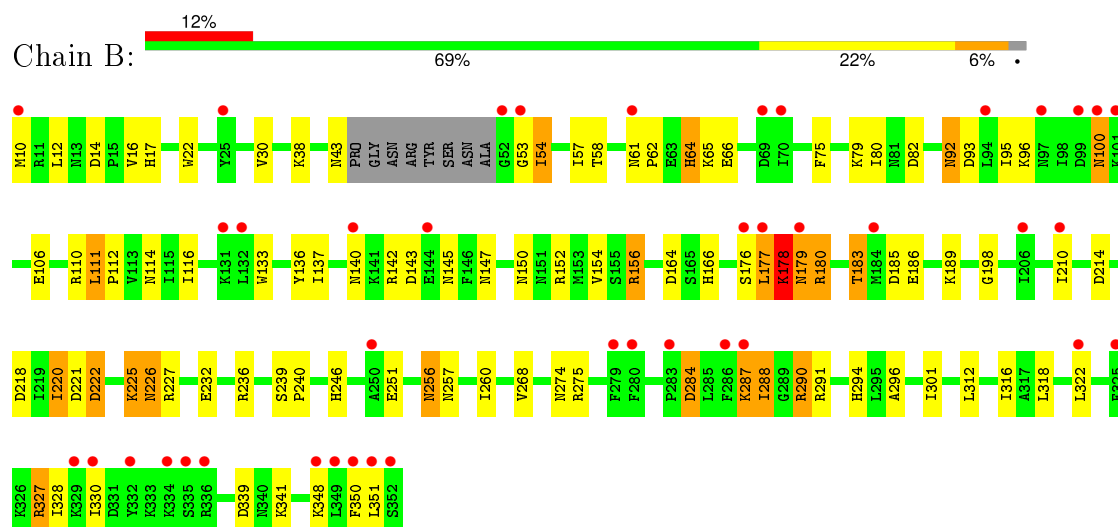 12%
Chain B:
69% 22% 6% •
M10 R11 L12 N13 D14 P15 V16 H17 W22 Y25 V30 K38 N43 PRO GLY ASN ARG TYR SER ASN ALA G52 G53 I54 I57 T58 N61 P62 E63 H64 K65 E66 D69 I70 F75 K79 I80 N81 D82 N92 D93 L94 I95 K96 N97 I98 D99 N100 K101
E106 R110 L111 P112 V113 N114 I115 I116 K131 L132 W133 Y136 I137 N140 K141 R142 D143 E144 N145 F146 N147 N150 N151 R152 M153 V154 S155 R156 D164 S165 H166 S176 L177 K178 N179 R180 T183 M184 D185 E186 K189 G198 I206 I210 D214
D218 I219 I220 D221 D222 K225 N226 R227 E232 R236 S239 P240 H246 A250 E251 N256 N257 I260 V268 N274 R275 F279 F280 P283 D284 L285 F286 K287 I288 G289 R290 R291 H294 L295 A296 I301 L312 I316 A317 L318 L322 E325
K326 R327 I328 K329 I330 D331 Y332 K333 K334 S335 R336 D339 N340 K341 K348 L349 F350 L351 S352